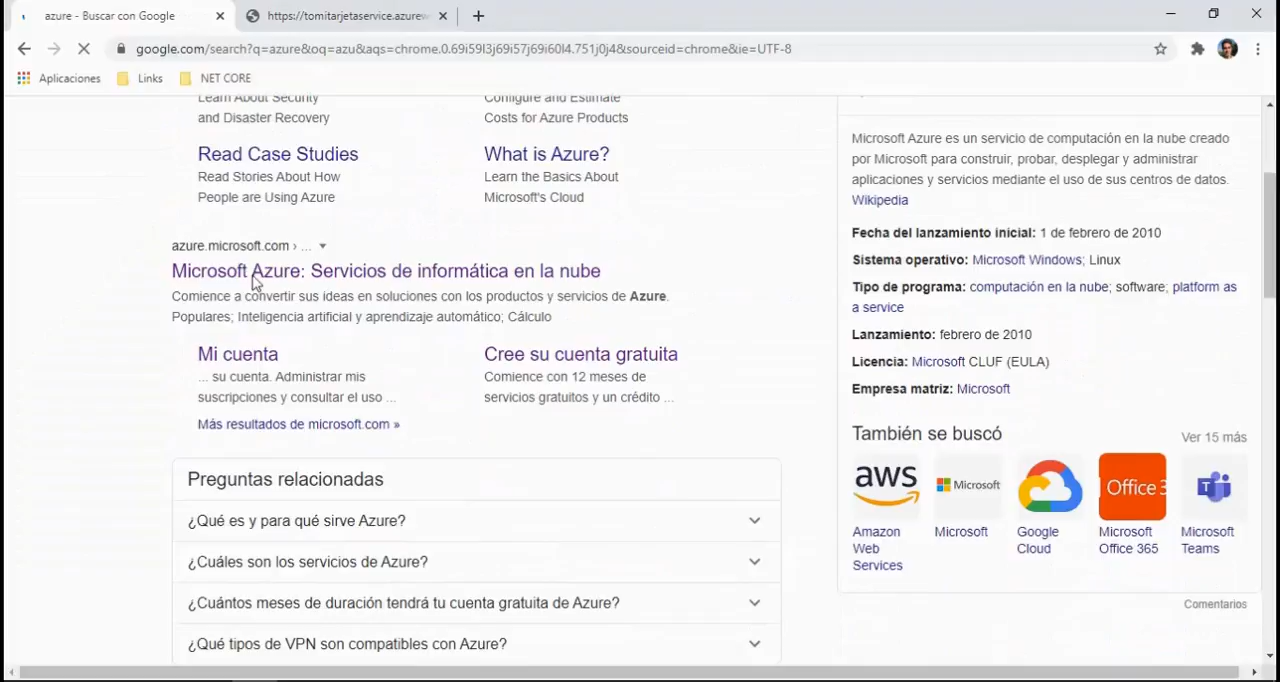 azure - Buscar con Google
https://tomitarjetaservice.azurew
google.com/search?q=azure&oq=azu&aqs=chrome.0.69i59l3j69i57j69i60l4.751j0j4&sourceid=chrome&ie=UTF-8
Aplicaciones
Links
NET CORE
Learn About Security
and Disaster Recovery
Configure and Estimate
Costs for Azure Products
Read Case Studies
Read Stories About How
People are Using Azure
What is Azure?
Learn the Basics About
Microsoft's Cloud
azure.microsoft.com › ...
Microsoft Azure: Servicios de informática en la nube
Comience a convertir sus ideas en soluciones con los productos y servicios de Azure.
Populares; Inteligencia artificial y aprendizaje automático; Cálculo
Mi cuenta
... su cuenta. Administrar mis
suscripciones y consultar el uso ...
Cree su cuenta gratuita
Comience con 12 meses de
servicios gratuitos y un crédito ...
Más resultados de microsoft.com »
Preguntas relacionadas
¿Qué es y para qué sirve Azure?
¿Cuáles son los servicios de Azure?
¿Cuántos meses de duración tendrá tu cuenta gratuita de Azure?
¿Qué tipos de VPN son compatibles con Azure?
Microsoft Azure es un servicio de computación en la nube creado
por Microsoft para construir, probar, desplegar y administrar
aplicaciones y servicios mediante el uso de sus centros de datos.
Wikipedia
Fecha del lanzamiento inicial: 1 de febrero de 2010
Sistema operativo: Microsoft Windows; Linux
Tipo de programa: computación en la nube; software; platform as
a service
Lanzamiento: febrero de 2010
Licencia: Microsoft CLUF (EULA)
Empresa matriz: Microsoft
También se buscó
Ver 15 más
aws
Microsoft
Office 3
Amazon
Web
Services
Microsoft
Google
Cloud
Microsoft
Office 365
Microsoft
Teams
Comentarios